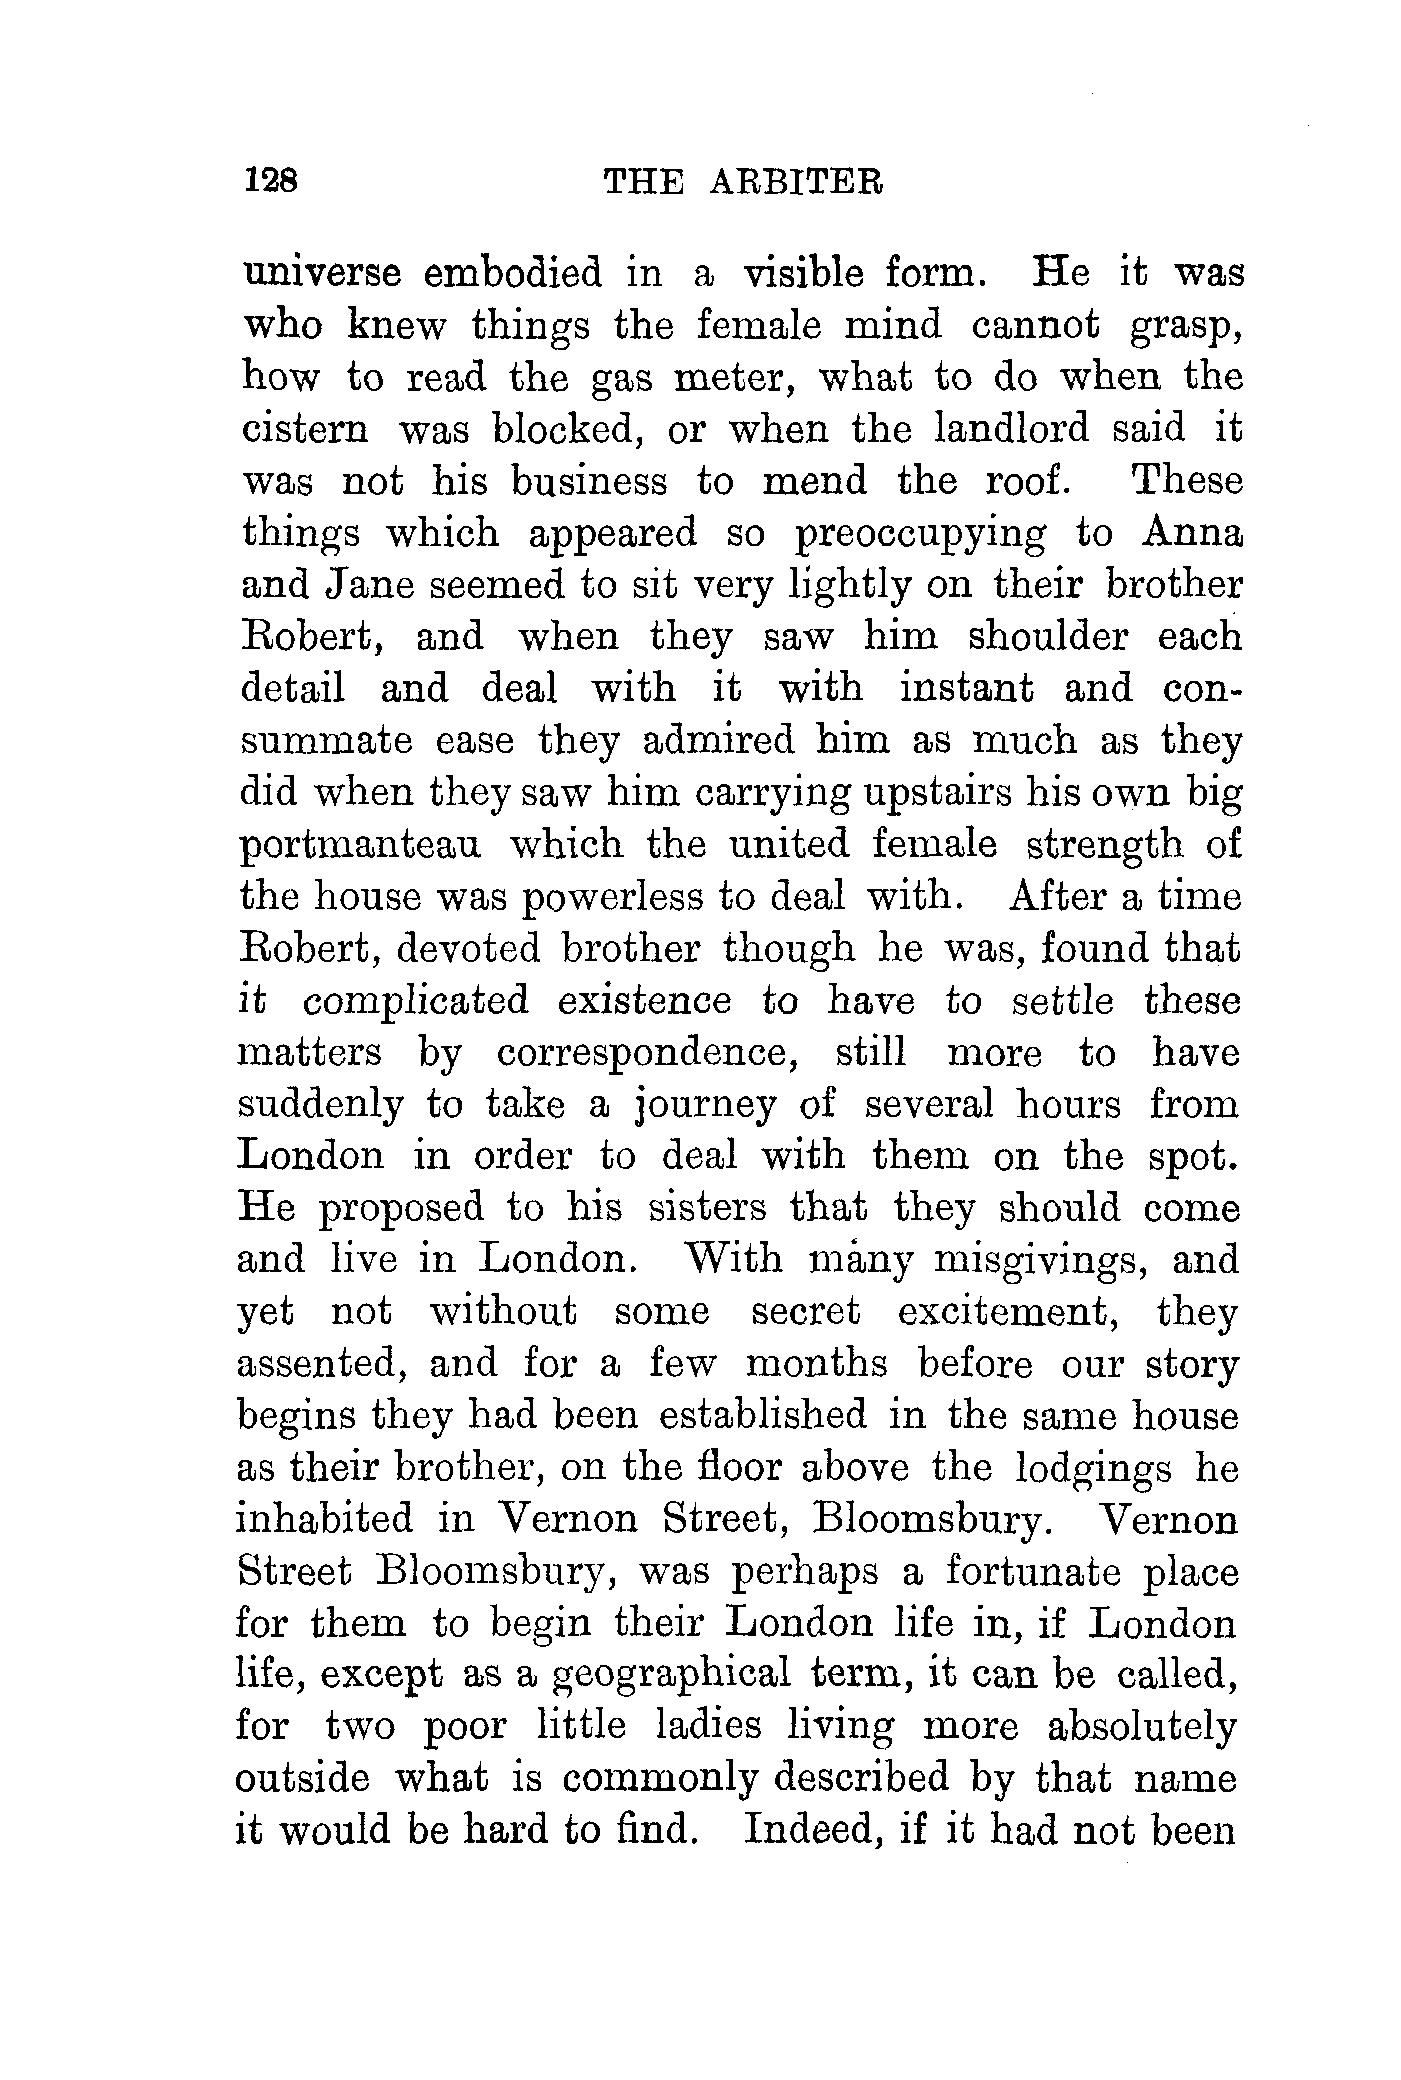 128 THE ARBITER
universe embodied in a visible form. He it was
who knew things the female mind cannot grasp,
how to read the gas meter, what to do when the
cistern was blocked, or when the landlord said it
was not his business to mend the roof. These
things which appeared so preoccupying to Anna
and Jane seemed to sit very lightly on their brother
Robert, and when they saw him shoulder each
detail and deal with it with instant and con-
summate ease they admired him as much as they
did when they saw him carrying upstairs his own big
portmanteau which the united female strength of
the house was powerless to deal with. After a time
Robert, devoted brother though he was, found that
it complicated existence to have to settle these
matters by correspondence, still more to have
suddenly to take a journey of several hours from
London in order to deal with them on the spot.
He proposed to his sisters that they should come
and live in London. With many misgivings, and
yet not without some secret excitement, they
assented, and for a few months before our story
begins they had been established in the same house
as their brother, on the floor above the lodgings he
inhabited in Vernon Street, Bloomsbury. Vernon
Street Bloomsbury, was perhaps a fortunate place
for them to begin their London life in, if London
life, except as a geographical term, it can be called,
for two poor little ladies living more absolutely
outside what is commonly described by that name
it would be hard to find. Indeed, if it had not been